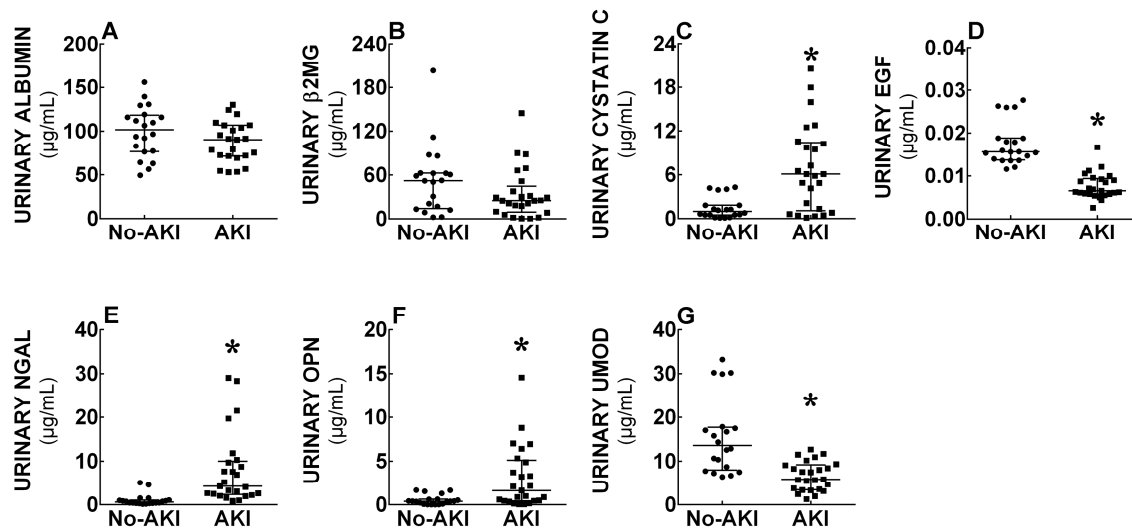 A
URINARY ALBUMIN
(µg/mL)
200
150
100
50
0
No-AKI
AKI
B
URINARY β2MG
(µg/mL)
240
180
120
60
0
No-AKI
AKI
C
URINARY CYSTATIN C
(µg/mL)
24
18
12
6
0
*
No-AKI
AKI
D
URINARY EGF
(µg/mL)
0.04
0.03
0.02
0.01
0.00
*
No-AKI
AKI
E
URINARY NGAL
(µg/mL)
40
30
20
10
0
*
No-AKI
AKI
F
URINARY OPN
(µg/mL)
20
15
10
5
0
*
No-AKI
AKI
G
URINARY UMOD
(µg/mL)
40
30
20
10
0
*
No-AKI
AKI